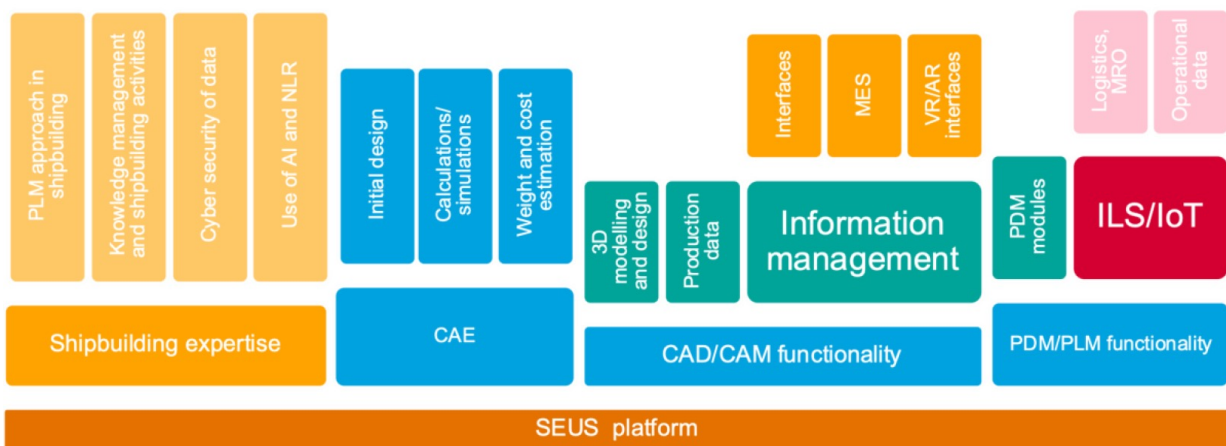 PLM approach in
shipbuilding
Knowledge management
and shipbuilding activities
Cyber security of data
Use of AI and NLR
Initial design
Calculations/
simulations
Weight and cost
estimation
3D
modelling
and design
Production
data
Interfaces
MES
VR/AR
interfaces
Information
management
PDM
modules
Logistics,
MRO
Operational
data
ILS/IoT
Shipbuilding expertise
CAE
CAD/CAM functionality
PDM/PLM functionality
SEUS platform